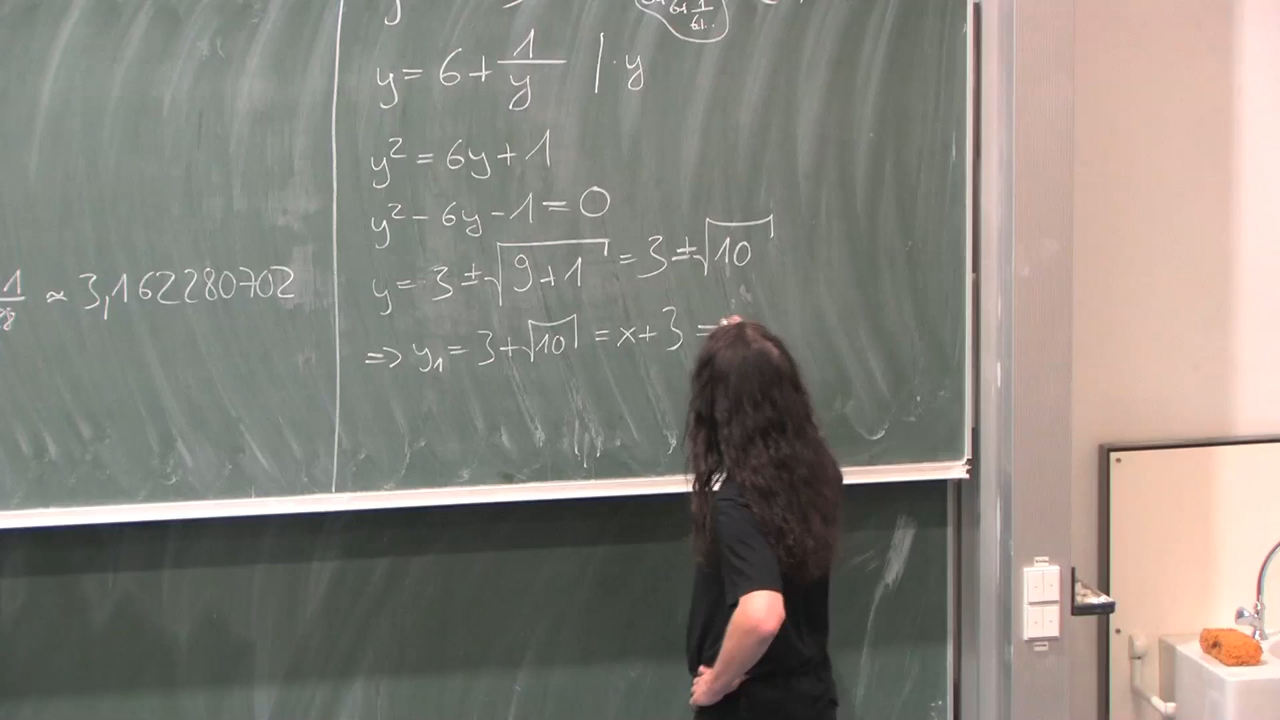 ≈ 3,162280702
y = 6 + 1/y | · y
y² = 6y + 1
y² - 6y - 1 = 0
y = 3 ± √(9+1) = 3 ± √10
⇒ y₁ = 3 + √10 = x + 3 =